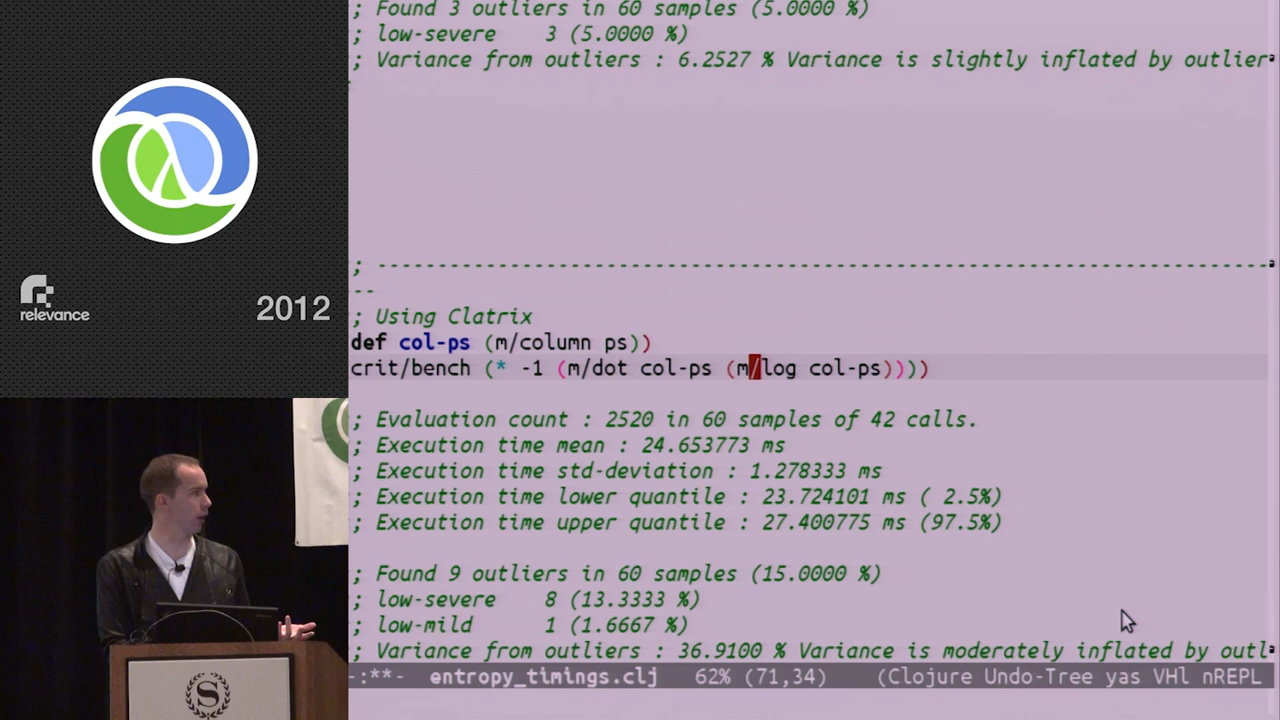 ; Found 3 outliers in 60 samples (5.0000 %)
; low-severe 3 (5.0000 %)
; Variance from outliers : 6.2527 % Variance is slightly inflated by outlier
; -----------------------------------------------------------------------------
--
; Using Clatrix
def col-ps (m/column ps))
crit/bench (* -1 (m/dot col-ps (m/log col-ps))))
; Evaluation count : 2520 in 60 samples of 42 calls.
; Execution time mean : 24.653773 ms
; Execution time std-deviation : 1.278333 ms
; Execution time lower quantile : 23.724101 ms ( 2.5%)
; Execution time upper quantile : 27.400775 ms (97.5%)
; Found 9 outliers in 60 samples (15.0000 %)
; low-severe 8 (13.3333 %)
; low-mild 1 (1.6667 %)
; Variance from outliers : 36.9100 % Variance is moderately inflated by outl
-:**- entropy_timings.clj 62% (71,34) (Clojure Undo-Tree yas VHl nREPL
relevance
2012
S